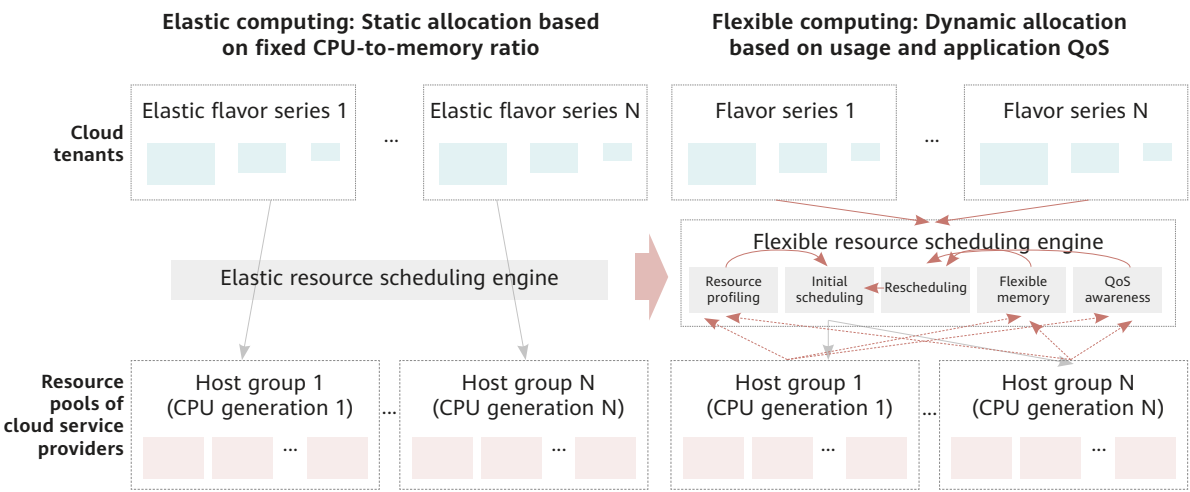 Elastic computing: Static allocation based
on fixed CPU-to-memory ratio
Flexible computing: Dynamic allocation
based on usage and application QoS
Cloud
tenants
Elastic flavor series 1
...
Elastic flavor series N
Flavor series 1
...
Flavor series N
Elastic resource scheduling engine
Flexible resource scheduling engine
Resource
profiling
Initial
scheduling
Rescheduling
Flexible
memory
QoS
awareness
Resource
pools of
cloud service
providers
Host group 1
(CPU generation 1)
...
...
Host group N
(CPU generation N)
...
Host group 1
(CPU generation 1)
...
...
Host group N
(CPU generation N)
...